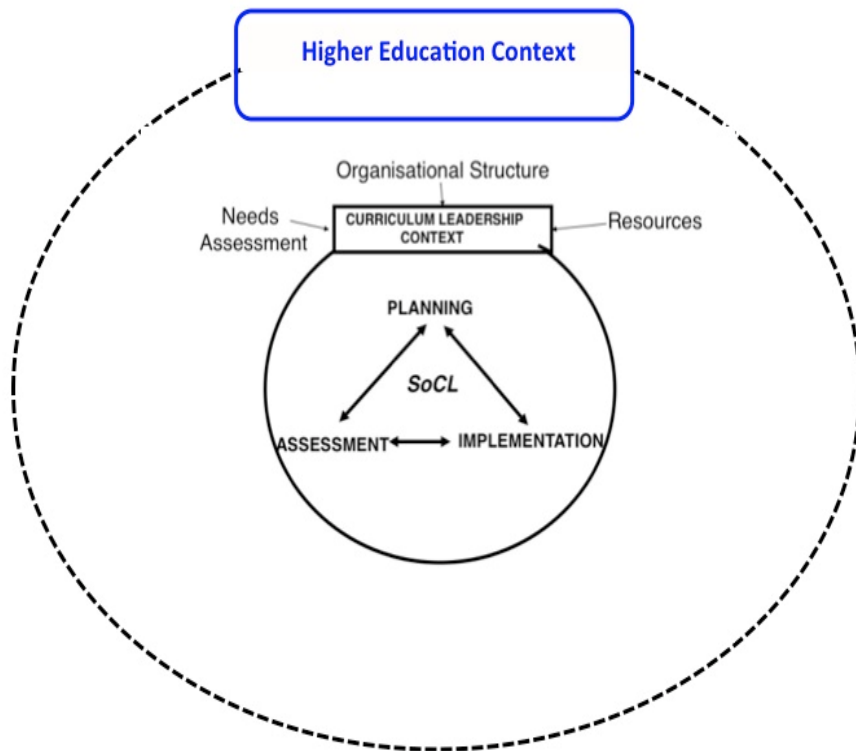 Higher Education Context
Organisational Structure
Needs
Assessment
CURRICULUM LEADERSHIP
CONTEXT
Resources
PLANNING
SoCL
ASSESSMENT
IMPLEMENTATION